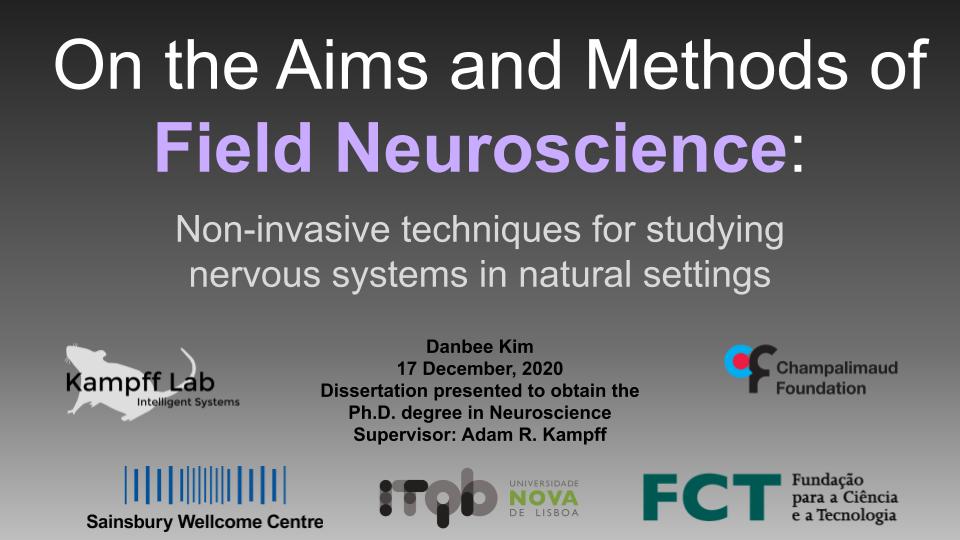 On the Aims and Methods of
Field Neuroscience:
Non-invasive techniques for studying
nervous systems in natural settings
Danbee Kim
17 December, 2020
Dissertation presented to obtain the
Ph.D. degree in Neuroscience
Supervisor: Adam R. Kampff
Kampff Lab
Intelligent Systems
Champalimaud
Foundation
Sainsbury Wellcome Centre
itqb
UNIVERSIDADE
NOVA
DE LISBOA
FCT
Fundação
para a Ciência
e a Tecnologia